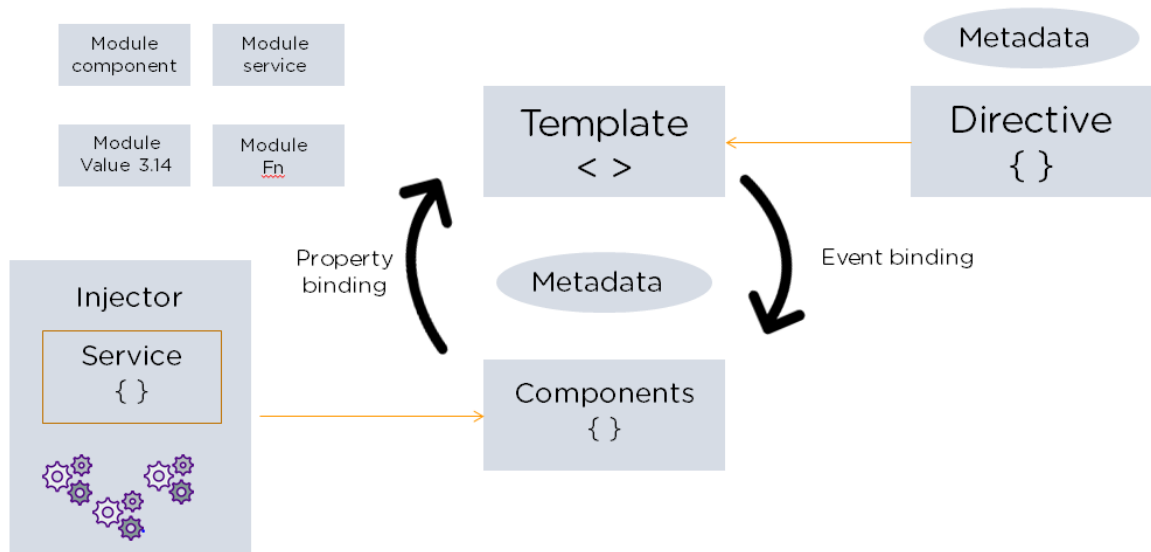 Module
component
Module
service
Module
Value 3.14
Module
Fn
Metadata
Template
< >
Directive
{ }
Property
binding
Metadata
Event binding
Injector
Service
{ }
Components
{ }